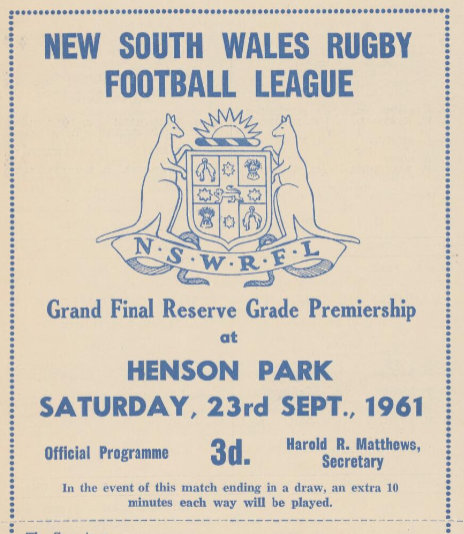 NEW SOUTH WALES RUGBY
FOOTBALL LEAGUE
N·S·W·R·F·L
Grand Final Reserve Grade Premiership
at
HENSON PARK
SATURDAY, 23rd SEPT., 1961
Official Programme
3d.
Harold R. Matthews,
Secretary
In the event of this match ending in a draw, an extra 10
minutes each way will be played.